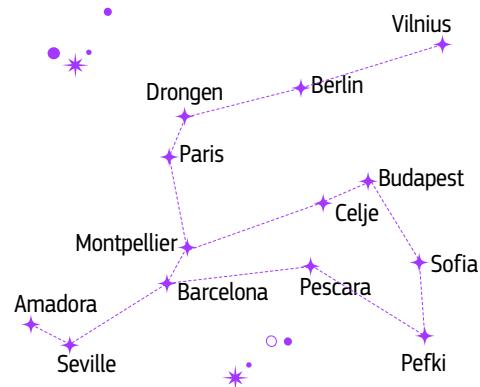 Vilnius
Berlin
Drongen
Paris
Budapest
Celje
Montpellier
Sofia
Barcelona
Pescara
Amadora
Seville
Pefki